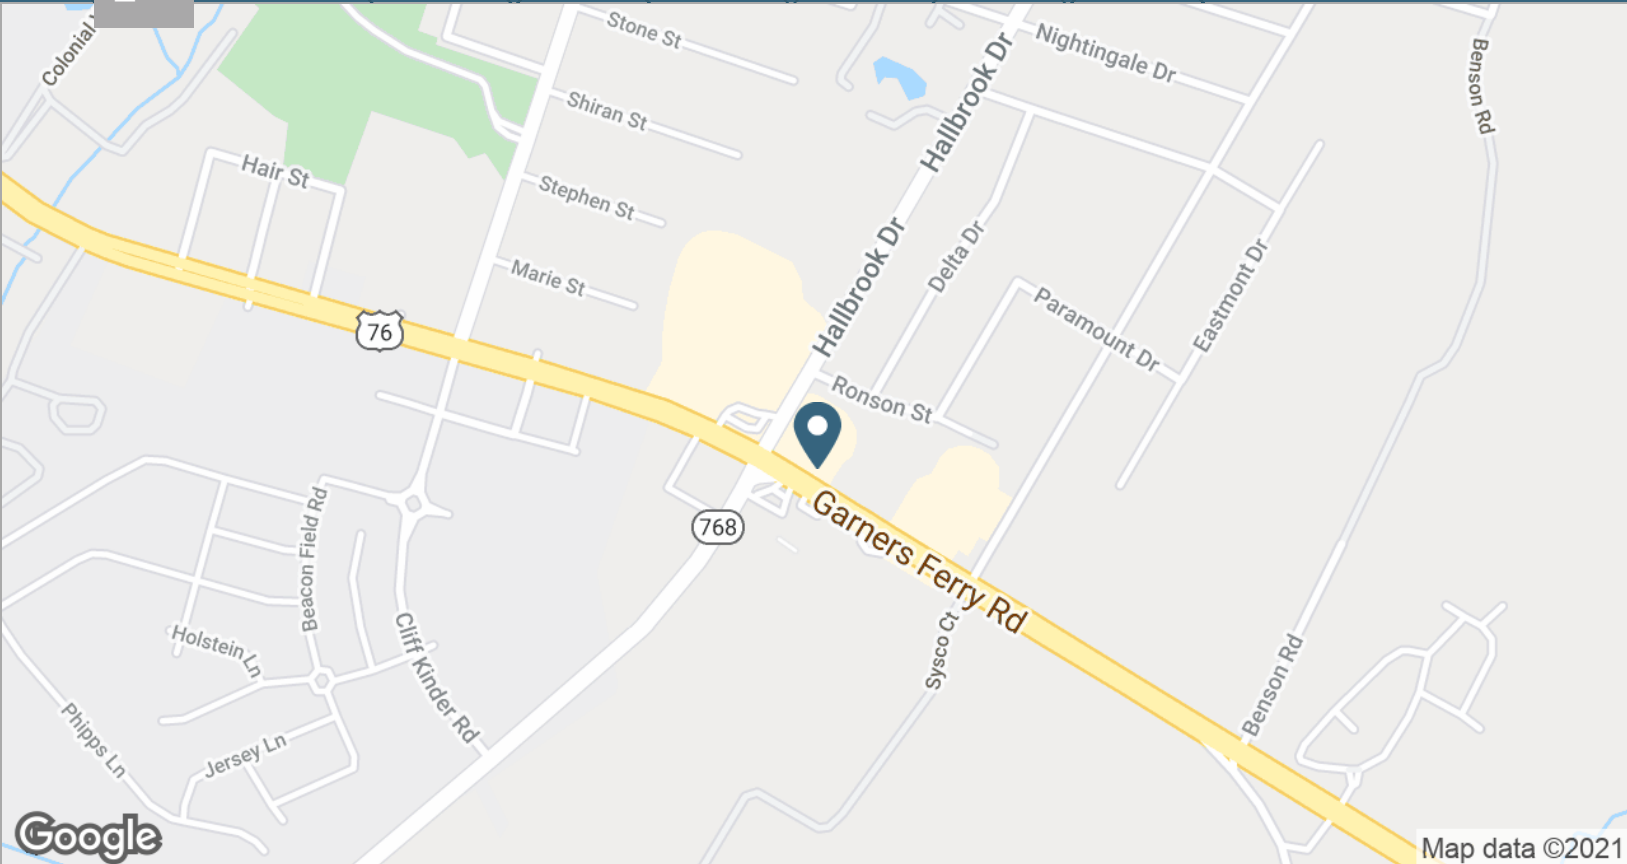 Colonial
Stone St
Nightingale Dr
Benson Rd
Hallbrook Dr
Shiran St
Hair St
Stephen St
Hallbrook Dr
Delta Dr
Eastmont Dr
Marie St
Paramount Dr
76
Ronson St
Garners Ferry Rd
768
Beacon Field Rd
Cliff Kinder Rd
Holstein Ln
Sysco Ct
Benson Rd
Phipps Ln
Jersey Ln
Google
Map data ©2021